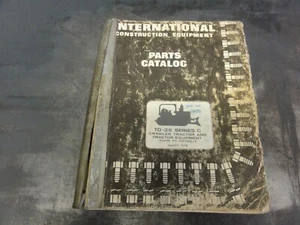 INTERNATIONAL
CONSTRUCTION EQUIPMENT
PARTS
CATALOG
TD-25 SERIES C
CRAWLER TRACTOR AND
TRACTOR EQUIPMENT